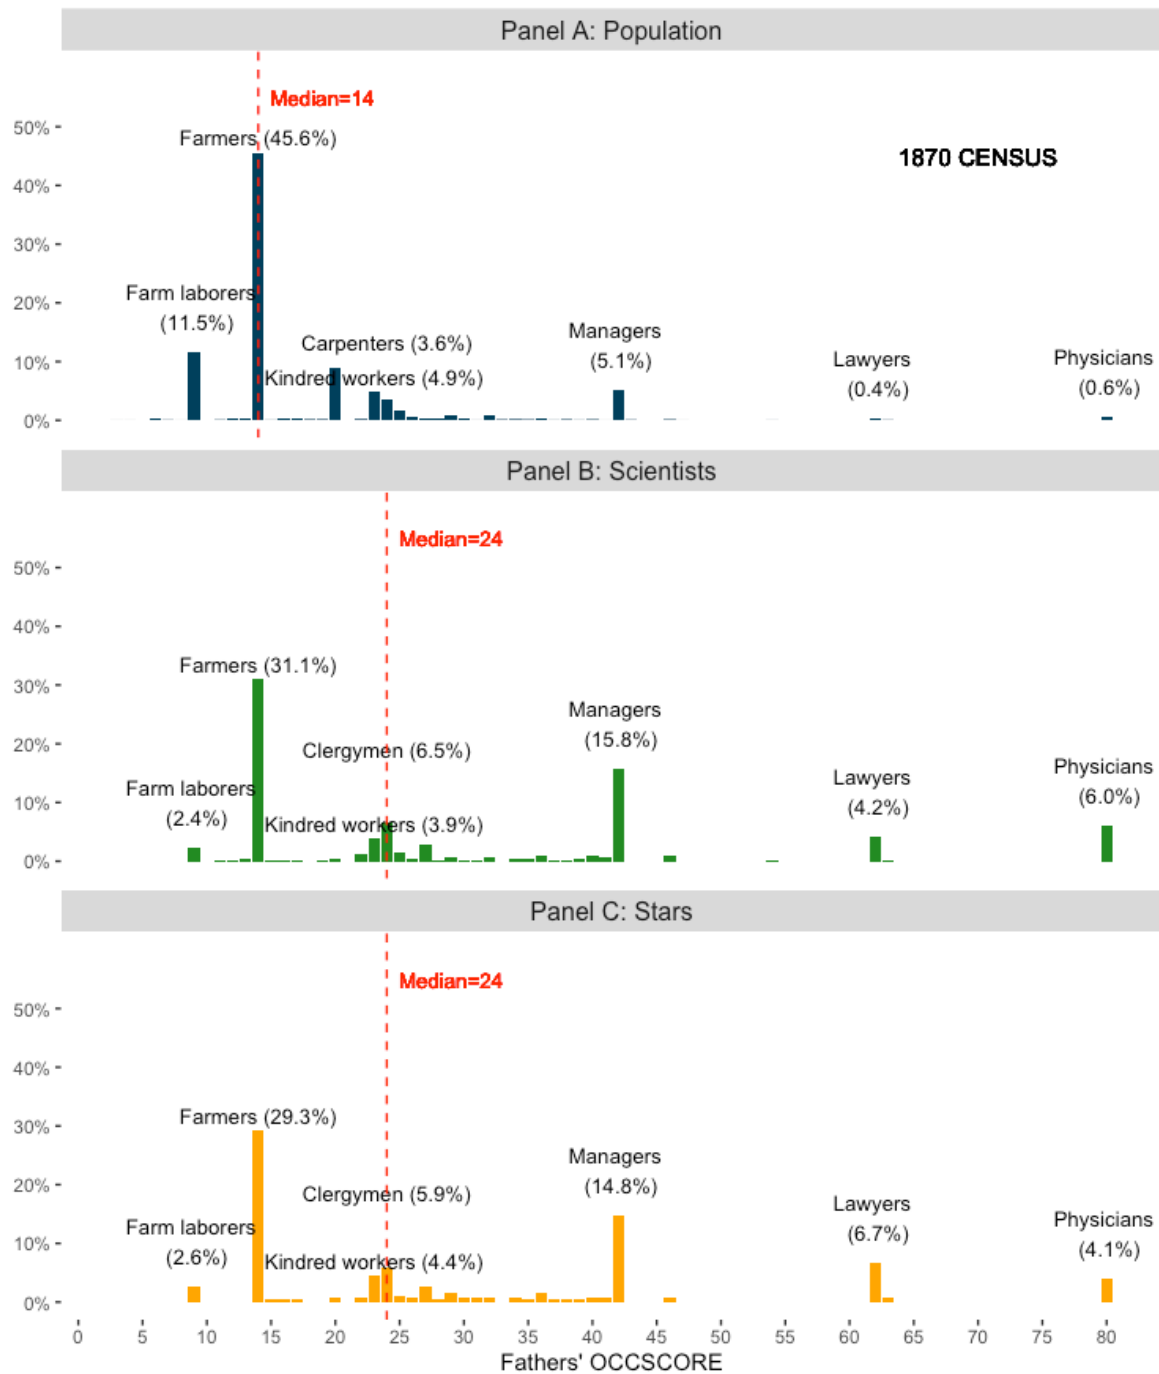 Panel A: Population
Median=14
50%
Farmers (45.6%)
1870 CENSUS
40%
30%
Farm laborers
(11.5%)
20%
Carpenters (3.6%)
Managers
(5.1%)
Lawyers
(0.4%)
Physicians
(0.6%)
10%
Kindred workers (4.9%)
0%
Panel B: Scientists
Median=24
50%
40%
Farmers (31.1%)
30%
Managers
(15.8%)
20%
Clergymen (6.5%)
Farm laborers
(2.4%)
Lawyers
(4.2%)
Physicians
(6.0%)
10%
Kindred workers (3.9%)
0%
Panel C: Stars
Median=24
50%
40%
30%
Farmers (29.3%)
Managers
(14.8%)
20%
Clergymen (5.9%)
Farm laborers
(2.6%)
Lawyers
(6.7%)
Physicians
(4.1%)
10%
Kindred workers (4.4%)
0%
0 5 10 15 20 25 30 35 40 45 50 55 60 65 70 75 80
Fathers' OCCSCORE